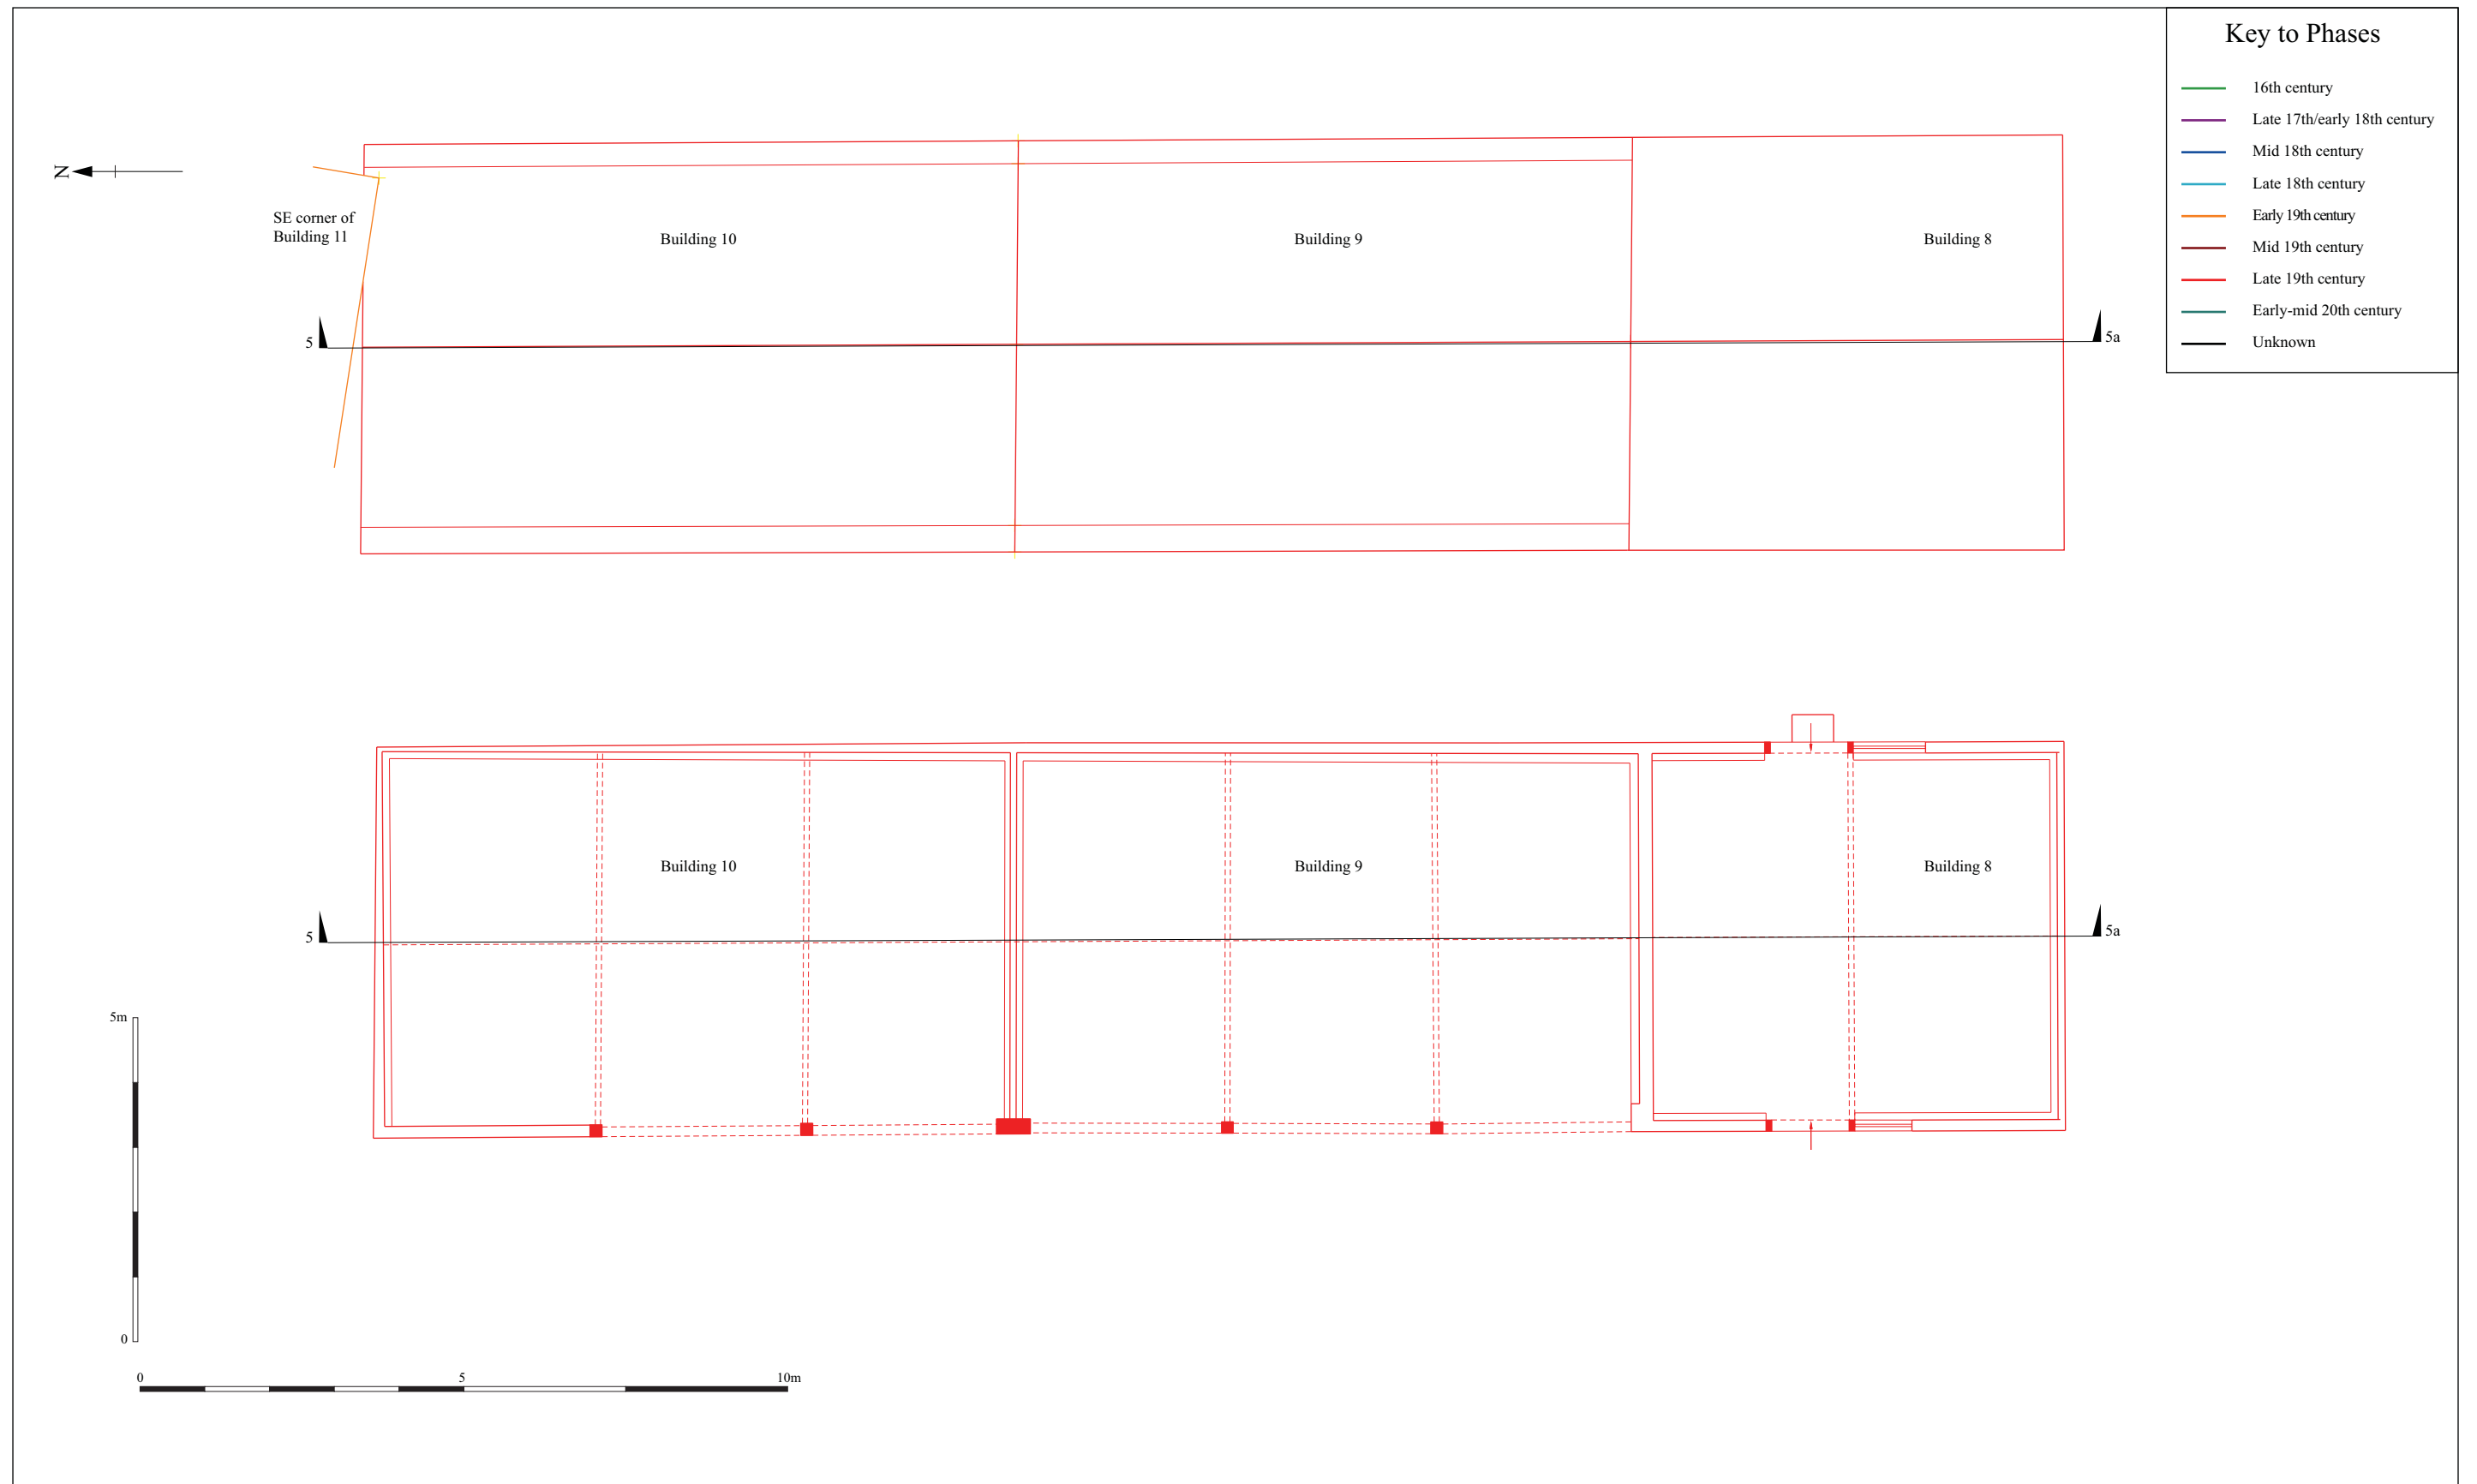 Key to Phases
16th century
Late 17th/early 18th century
Mid 18th century
Late 18th century
Early 19th century
Mid 19th century
Late 19th century
Early-mid 20th century
Unknown
N
SE corner of
Building 11
Building 10
Building 9
Building 8
5
5a
Building 10
Building 9
Building 8
5
5a
5m
0
0
5
10m